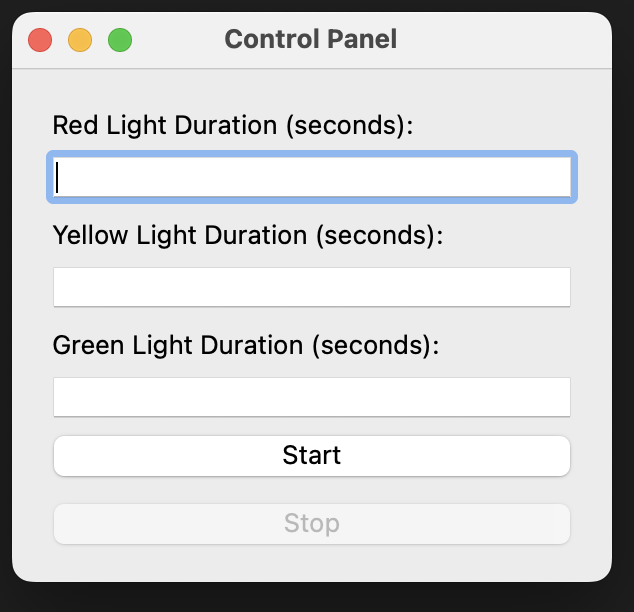 Control Panel
Red Light Duration (seconds):
Yellow Light Duration (seconds):
Green Light Duration (seconds):
Start
Stop